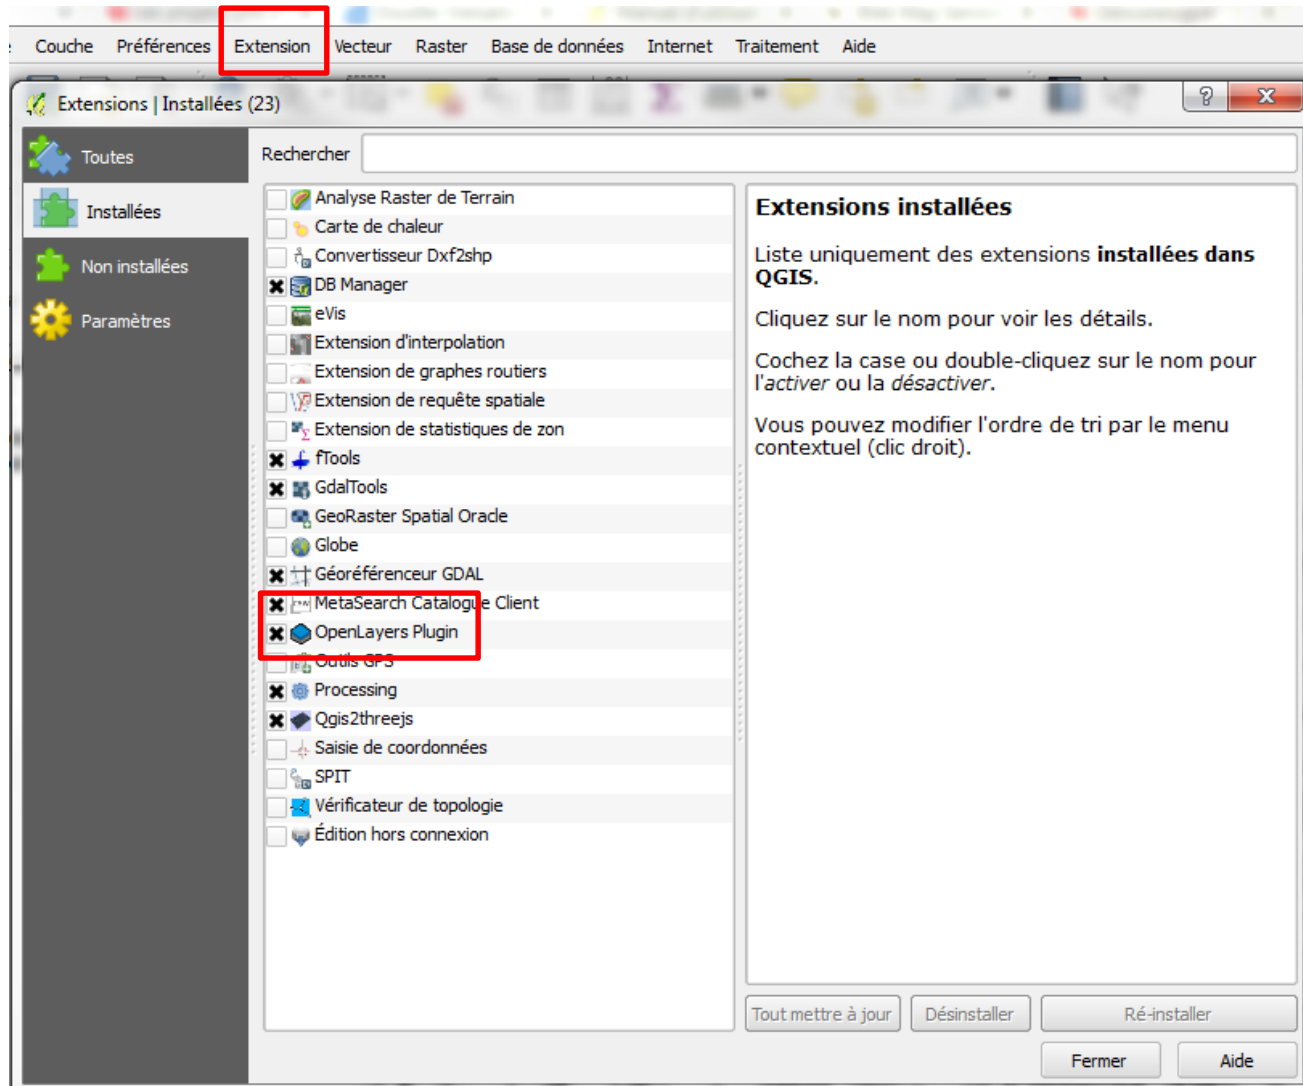 Couche Préférences Extension Vecteur Raster Base de données Internet Traitement Aide
Extensions | Installées (23)
?
Toutes
Installées
Non installées
Paramètres
Rechercher
Analyse Raster de Terrain
Carte de chaleur
Convertisseur Dxf2shp
DB Manager
eVis
Extension d'interpolation
Extension de graphes routiers
Extension de requête spatiale
Extension de statistiques de zon
fTools
GdalTools
GeoRaster Spatial Oracle
Globe
Géoréférenceur GDAL
MetaSearch Catalogue Client
OpenLayers Plugin
Outils GPS
Processing
Qgis2threejs
Saisie de coordonnées
SPIT
Vérificateur de topologie
Édition hors connexion
Extensions installées
Liste uniquement des extensions installées dans
QGIS.
Cliquez sur le nom pour voir les détails.
Cochez la case ou double-cliquez sur le nom pour
l'activer ou la désactiver.
Vous pouvez modifier l'ordre de tri par le menu
contextuel (clic droit).
Tout mettre à jour Désinstaller Ré-installer
Fermer Aide